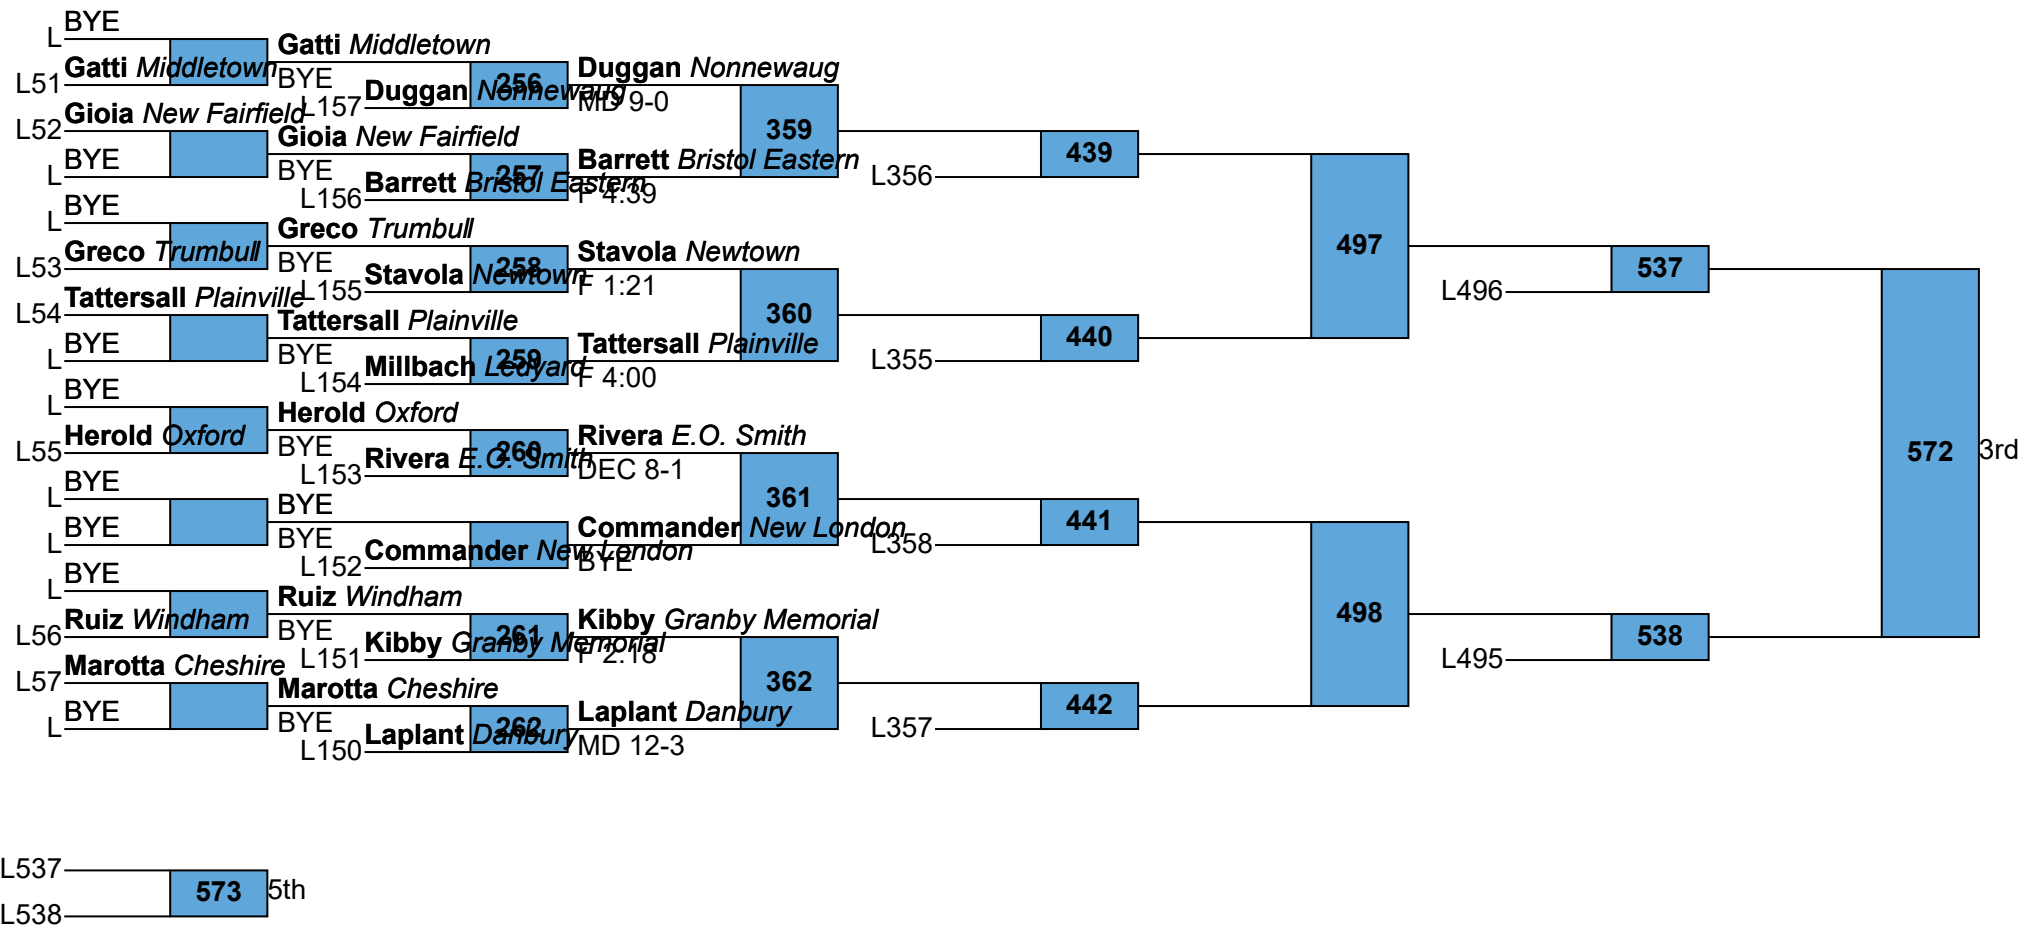 BYE
L
Gatti Middletown
L51
Gioia New Fairfield
L52
BYE
L
BYE
L
Greco Trumbull
L53
Tattersall Plainville
L54
BYE
L
BYE
L
Herold Oxford
L55
BYE
L
BYE
L
BYE
L
Ruiz Windham
L56
Marotta Cheshire
L57
BYE
L
Gatti Middletown
BYE
L157
Duggan Nonnewaug
256
Gioia New Fairfield
BYE
L156
Barrett Bristol Eastern
257
Greco Trumbull
BYE
L155
Stavola Newtown
258
Tattersall Plainville
BYE
L154
Millbach Ledyard
259
Herold Oxford
BYE
L153
Rivera E.O. Smith
260
BYE
BYE
L152
Commander New London
Ruiz Windham
BYE
L151
Kibby Granby Memorial
261
Marotta Cheshire
BYE
L150
Laplant Danbury
262
Duggan Nonnewaug
MD 9-0
359
Barrett Bristol Eastern
F 4:39
Stavola Newtown
F 1:21
360
Tattersall Plainville
F 4:00
Rivera E.O. Smith
DEC 8-1
361
Commander New London
BYE
Kibby Granby Memorial
F 2:18
362
Laplant Danbury
MD 12-3
439
L356
440
L355
441
L358
442
L357
497
498
537
L496
538
L495
572
3rd
L537
573
5th
L538